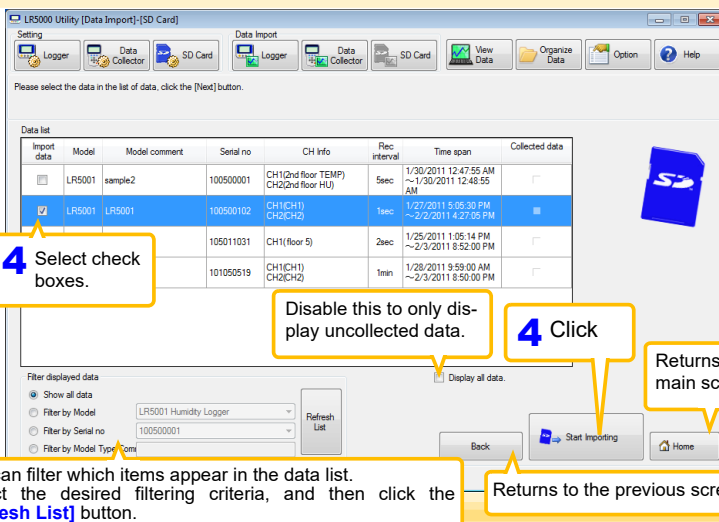 LR5000 Utility [Data Import]-[SD Card]
Setting
Data Import
Logger
Data Collector
SD Card
Logger
Data Collector
SD Card
View Data
Organize Data
Option
Help
Please select the data in the list of data, click the [Next] button.
Data list
Import data Model Model comment Serial no CH Info Rec interval Time span Collected data
LR5001 sample2 100500001 CH1(2nd floor TEMP) CH2(2nd floor HU) 5sec 1/30/2011 12:47:55 AM ～1/30/2011 12:48:55 AM
LR5001 LR5001 100500102 CH1(CH1) CH2(CH2) 1sec 1/27/2011 5:05:30 PM ～2/2/2011 4:27:05 PM
105011031 CH1( floor 5) 2sec 1/25/2011 1:05:14 PM ～2/3/2011 8:52:00 PM
101050519 CH1(CH1) CH2(CH2) 1min 1/28/2011 9:59:00 AM ～2/3/2011 8:50:00 PM
SD
4 Select check
boxes.
Disable this to only dis-
play uncollected data.
4 Click
Returns
main
Filter displayed data
Display all data.
Show all data
Filter by Model LR5001 Humidity Logger
Filter by Serial no 100500001
Filter by Model Type
Refresh
List
Back
Start Importing
Home
can filter which items appear in the data list.
the desired filtering criteria, and then click the
List] button.
Returns to the previous